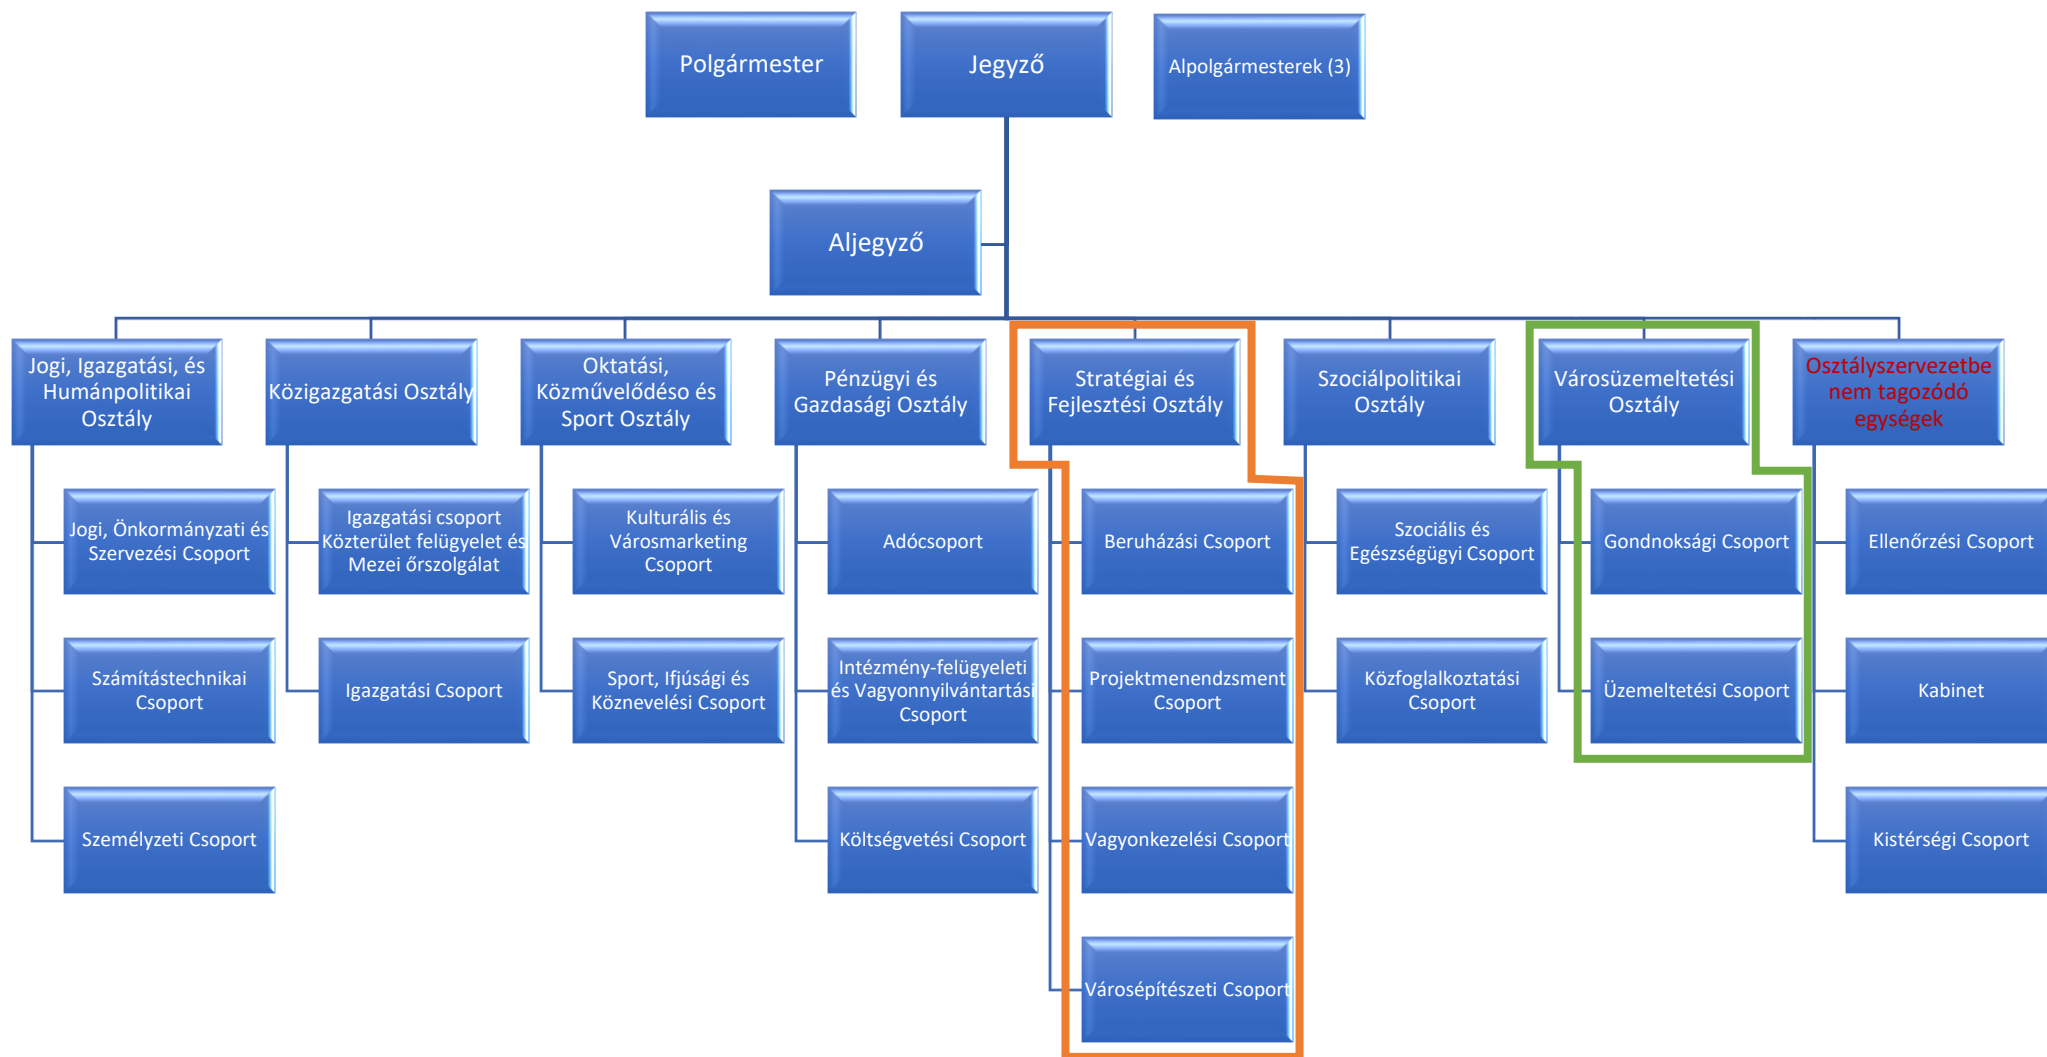 Polgármester
Jegyző
Alpolgármesterek (3)
Aljegyző
Jogi, Igazgatási, és
Humánpolitikai
Osztály
Közigazgatási Osztály
Oktatási,
Közművelődéso és
Sport Osztály
Pénzügyi és
Gazdasági Osztály
Stratégiai és
Fejlesztési Osztály
Szociálpolitikai
Osztály
Városüzemeltetési
Osztály
Osztályszervezetbe
nem tagozódó
egységek
Jogi, Önkormányzati és
Szervezési Csoport
Igazgatási csoport
Közterület felügyelet és
Mezei őrszolgálat
Kulturális és
Városmarketing
Csoport
Adócsoport
Beruházási Csoport
Szociális és
Egészségügyi Csoport
Gondnoksági Csoport
Ellenőrzési Csoport
Számítástechnikai
Csoport
Igazgatási Csoport
Sport, Ifjúsági és
Köznevelési Csoport
Intézmény-felügyeleti
és Vagyonnyilvántartási
Csoport
Projektmenendzsment
Csoport
Közfoglalkoztatási
Csoport
Üzemeltetési Csoport
Kabinet
Személyzeti Csoport
Költségvetési Csoport
Vagyonkezelési Csoport
Kistérségi Csoport
Városépítészeti Csoport